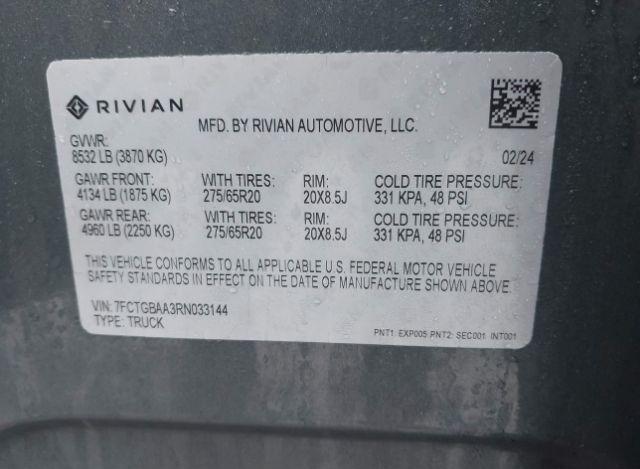 RIVIAN
MFD. BY RIVIAN AUTOMOTIVE, LLC.
GVWR:
8532 LB (3870 KG) 02/24
GAWR FRONT: WITH TIRES: RIM: COLD TIRE PRESSURE:
4134 LB (1875 KG) 275/65R20 20X8.5J 331 KPA, 48 PSI
GAWR REAR: WITH TIRES: RIM: COLD TIRE PRESSURE:
4960 LB (2250 KG) 275/65R20 20X8.5J 331 KPA, 48 PSI
THIS VEHICLE CONFORMS TO ALL APPLICABLE U.S. FEDERAL MOTOR VEHICLE
SAFETY STANDARDS IN EFFECT ON THE DATE OF MANUFACTURE SHOWN ABOVE.
VIN: 7FCTGBAA3RN033144
TYPE: TRUCK
PNT1: EXP005 PNT2: SEC001 INT001